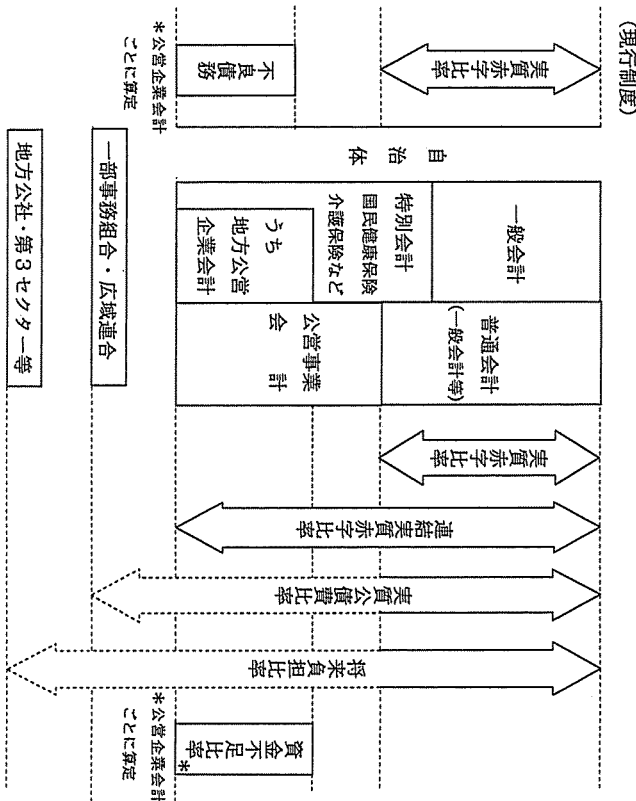 (現行制度)
実質赤字比率
不良債務
*公営企業会計
ごとに算定
自治体
一般会計
特別会計
国民健康保険
介護保険など
うち
地方公営
企業会計
普通会計
(一般会計等)
公営事業
会計
一部事務組合・広域連合
地方公社・第3セクター等
実質赤字比率
連結実質赤字比率
実質公債費比率
将来負担比率
資金不足比率*
*公営企業会計
ごとに算定